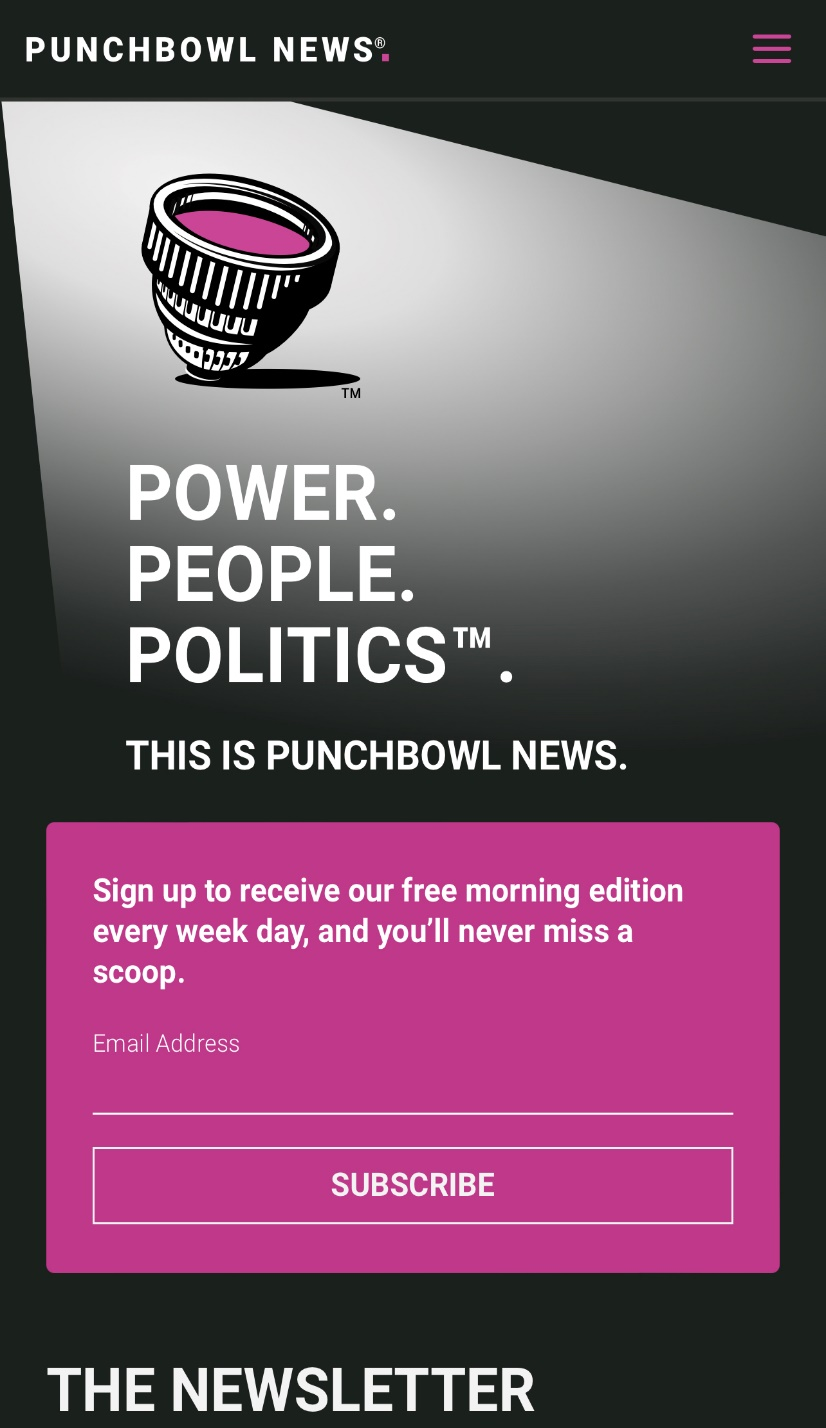 PUNCHBOWL NEWS®.
TM
POWER.
PEOPLE.
POLITICS™.
THIS IS PUNCHBOWL NEWS.
Sign up to receive our free morning edition
every week day, and you’ll never miss a
scoop.
Email Address
SUBSCRIBE
THE NEWSLETTER